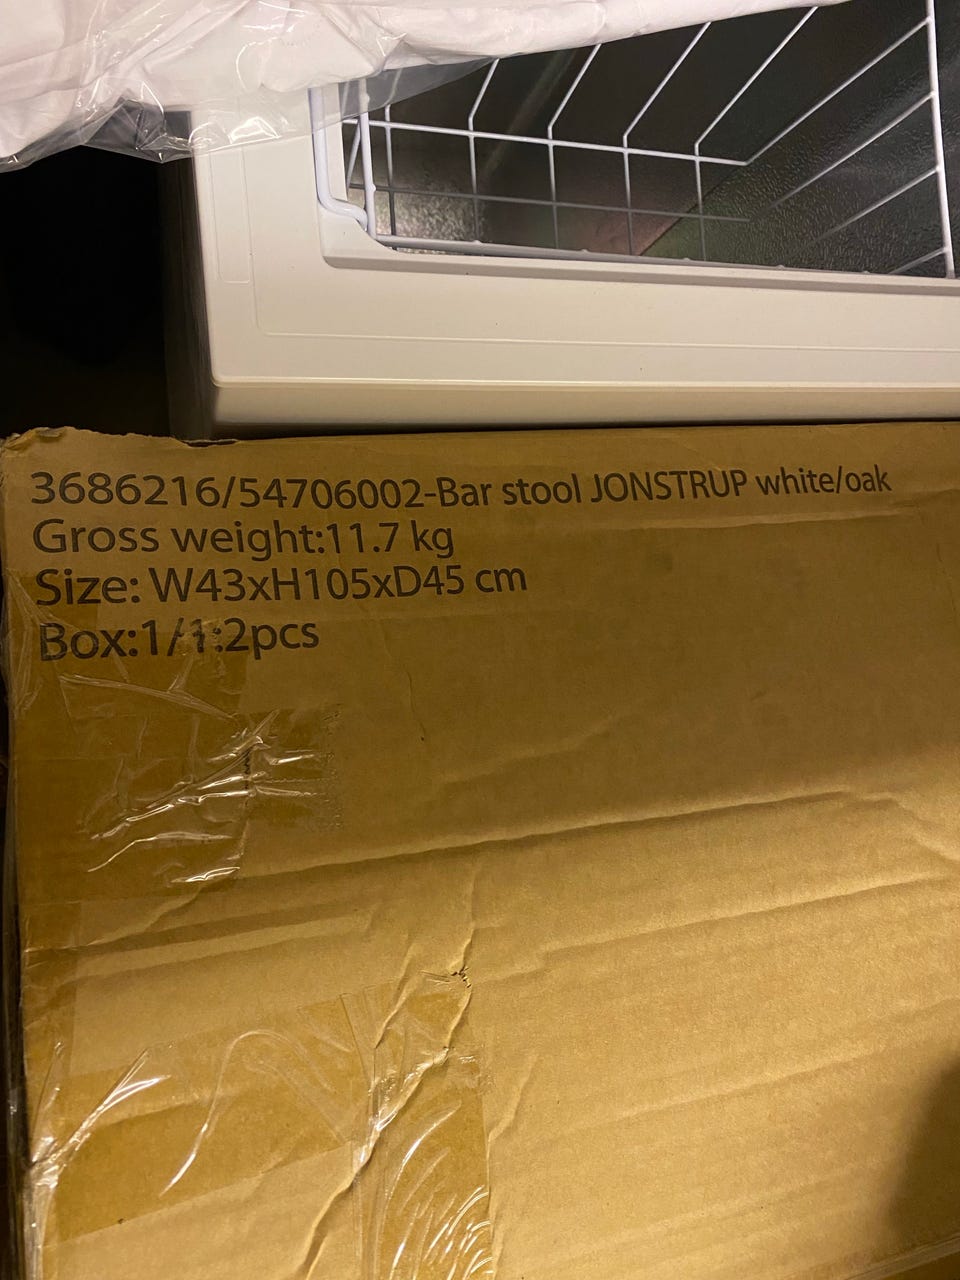 3686216/54706002-Bar stool JONSTRUP white/oak
Gross weight:11.7 kg
Size: W43xH105xD45 cm
Box:1/1:2pcs